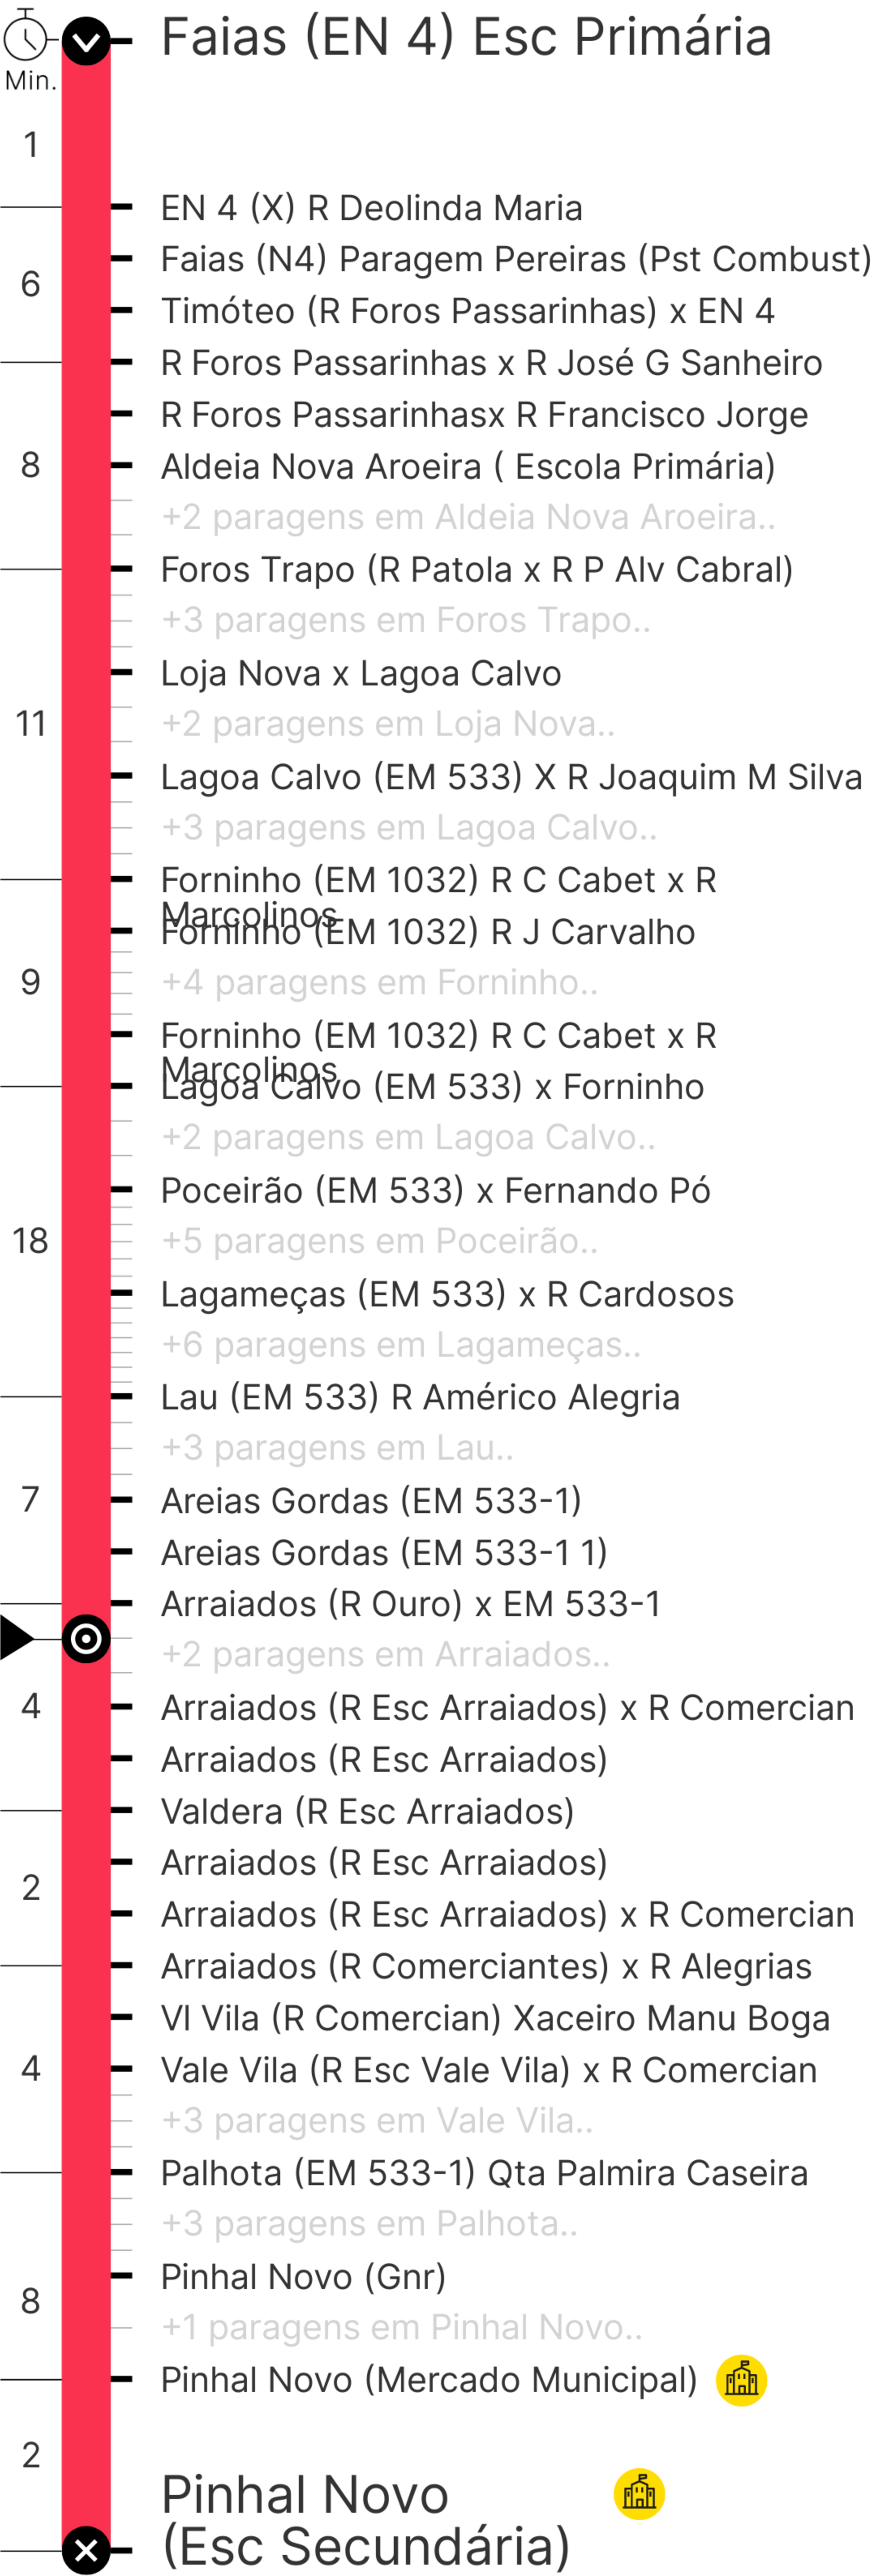 Faias (EN 4) Esc Primária
Min.
1
EN 4 (X) R Deolinda Maria
Faias (N4) Paragem Pereiras (Pst Combust)
6
Timóteo (R Foros Passarinhas) x EN 4
R Foros Passarinhas x R José G Sanheiro
R Foros Passarinhasx R Francisco Jorge
8
Aldeia Nova Aroeira ( Escola Primária)
+2 paragens em Aldeia Nova Aroeira..
Foros Trapo (R Patola x R P Alv Cabral)
+3 paragens em Foros Trapo..
Loja Nova x Lagoa Calvo
11
+2 paragens em Loja Nova..
Lagoa Calvo (EM 533) X R Joaquim M Silva
+3 paragens em Lagoa Calvo..
Forninho (EM 1032) R C Cabet x R
Marcolinos
Forninho (EM 1032) R J Carvalho
9
+4 paragens em Forninho..
Forninho (EM 1032) R C Cabet x R
Marcolinos
Lagoa Calvo (EM 533) x Forninho
+2 paragens em Lagoa Calvo..
Poceirão (EM 533) x Fernando Pó
18
+5 paragens em Poceirão..
Lagameças (EM 533) x R Cardosos
+6 paragens em Lagameças..
Lau (EM 533) R Américo Alegria
+3 paragens em Lau..
7
Areias Gordas (EM 533-1)
Areias Gordas (EM 533-1 1)
Arraiados (R Ouro) x EM 533-1
+2 paragens em Arraiados..
4
Arraiados (R Esc Arraiados) x R Comercian
Arraiados (R Esc Arraiados)
Valdera (R Esc Arraiados)
Arraiados (R Esc Arraiados)
2
Arraiados (R Esc Arraiados) x R Comercian
Arraiados (R Comerciantes) x R Alegrias
Vl Vila (R Comercian) Xaceiro Manu Boga
4
Vale Vila (R Esc Vale Vila) x R Comercian
+3 paragens em Vale Vila..
Palhota (EM 533-1) Qta Palmira Caseira
+3 paragens em Palhota..
Pinhal Novo (Gnr)
8
+1 paragens em Pinhal Novo..
Pinhal Novo (Mercado Municipal)
2
Pinhal Novo
(Esc Secundária)